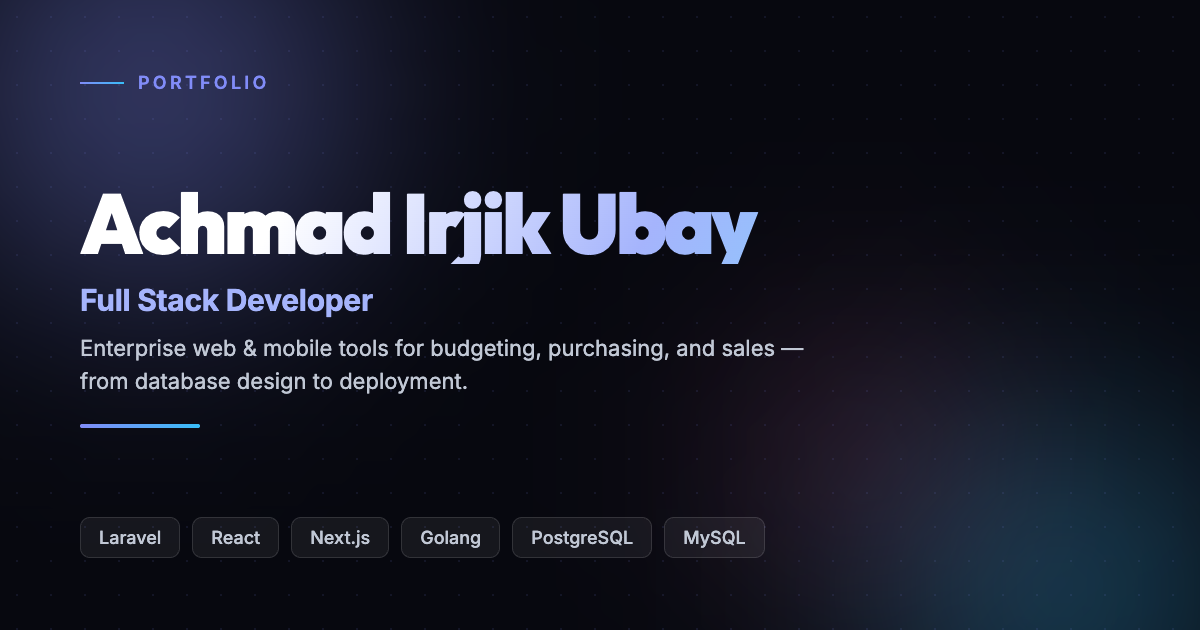 PORTFOLIO
Achmad Irjik Ubay
Full Stack Developer
Enterprise web & mobile tools for budgeting, purchasing, and sales —
from database design to deployment.
Laravel React Next.js Golang PostgreSQL MySQL